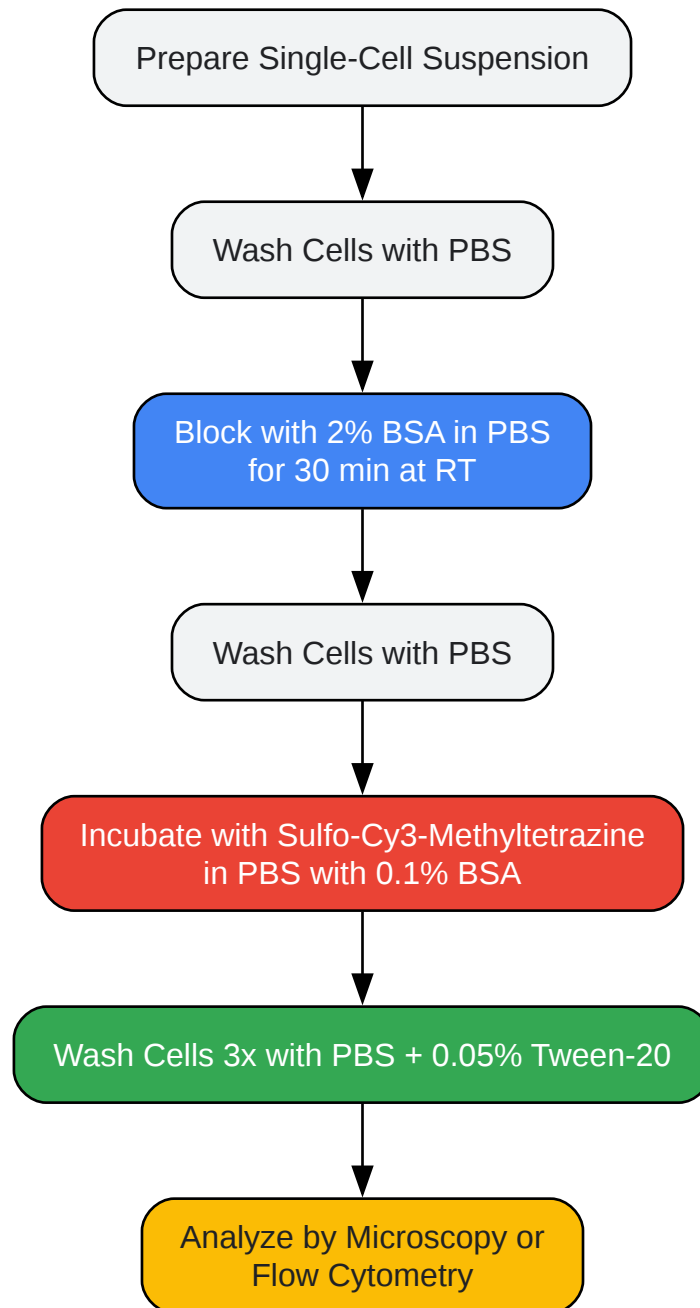 Prepare Single-Cell Suspension
Wash Cells with PBS
Block with 2% BSA in PBS
for 30 min at RT
Wash Cells with PBS
Incubate with Sulfo-Cy3-Methyltetrazine
in PBS with 0.1% BSA
Wash Cells 3x with PBS + 0.05% Tween-20
Analyze by Microscopy or
Flow Cytometry